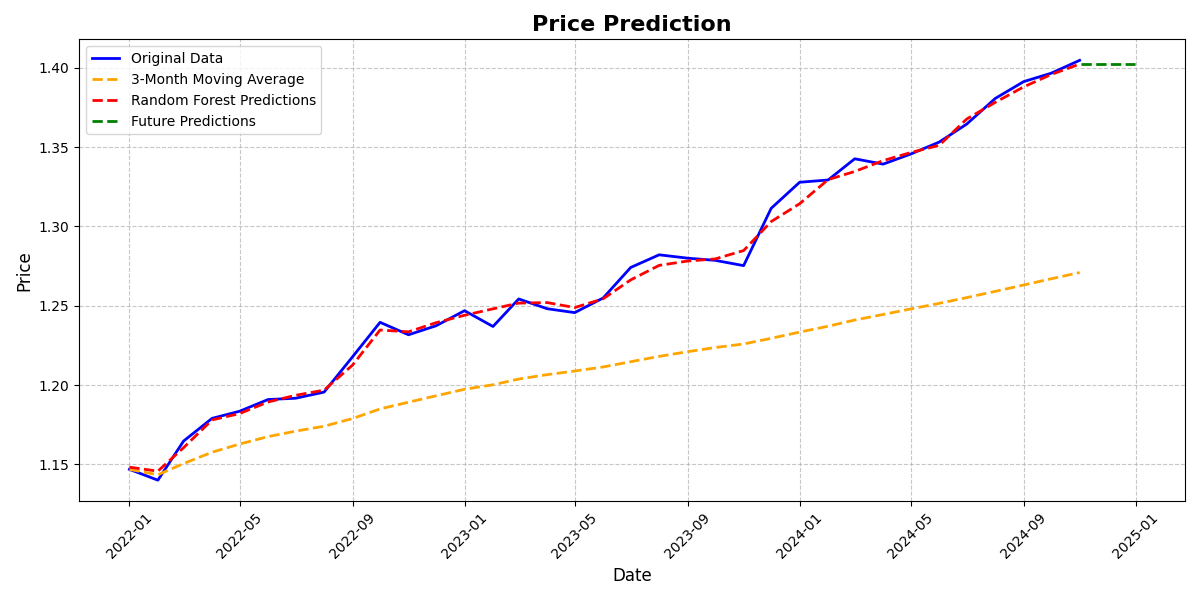 Price Prediction
Original Data
3-Month Moving Average
Random Forest Predictions
Future Predictions
Price
1.40
1.35
1.30
1.25
1.20
1.15
2022-01
2022-05
2022-09
2023-01
2023-05
2023-09
2024-01
2024-05
2024-09
2025-01
Date